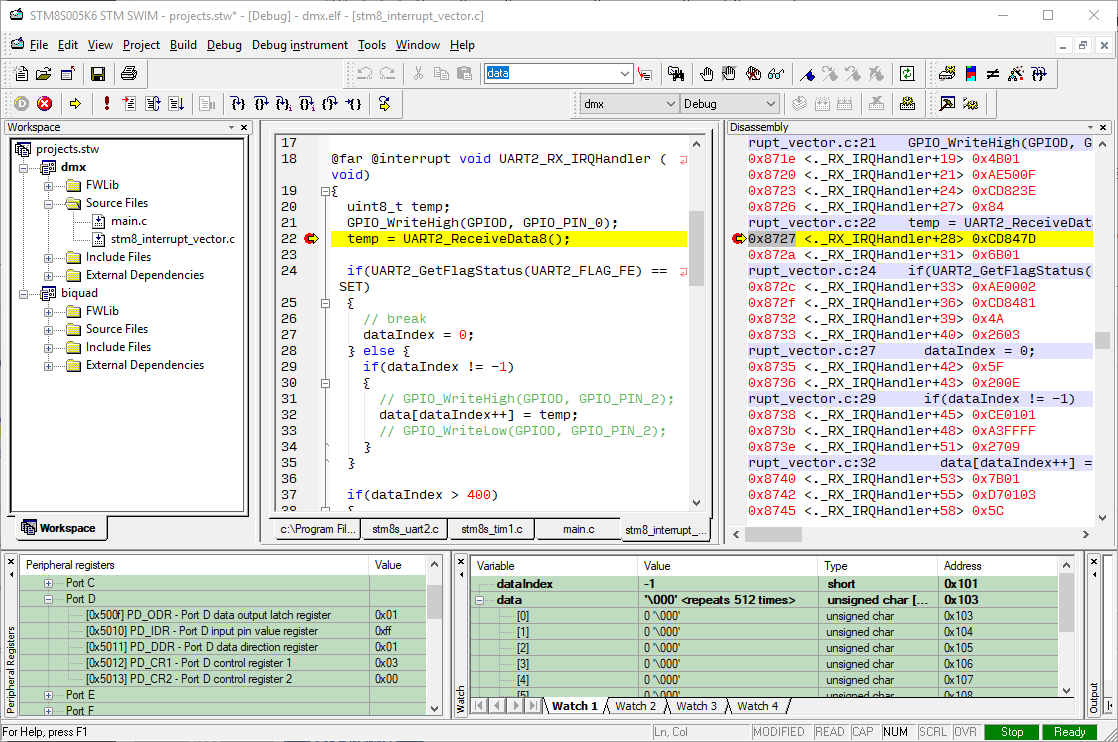 STM8S005K6 STM SWIM - projects.stw* - [Debug] - dmx.elf - [stm8_interrupt_vector.c]
File Edit View Project Build Debug Debug instrument Tools Window Help
data
dmx Debug
Workspace
projects.stw
dmx
FWLib
Source Files
main.c
stm8_interrupt_vector.c
Include Files
External Dependencies
biquad
FWLib
Source Files
Include Files
External Dependencies
Workspace
17
18 @far @interrupt void UART2_RX_IRQHandler (
void)
19 {
20 uint8_t temp;
21 GPIO_WriteHigh(GPIOD, GPIO_PIN_0);
22 temp = UART2_ReceiveData8();
23
24 if(UART2_GetFlagStatus(UART2_FLAG_FE) ==
SET)
25 {
26 // break
27 dataIndex = 0;
28 } else {
29 if(dataIndex != -1)
30 {
31 // GPIO_WriteHigh(GPIOD, GPIO_PIN_2);
32 data[dataIndex++] = temp;
33 // GPIO_WriteLow(GPIOD, GPIO_PIN_2);
34 }
35 }
36
37 if(dataIndex > 400)
38 {
c:\Program Fil... stm8s_uart2.c stm8s_tim1.c main.c stm8_interrupt_...
Disassembly
rupt_vector.c:21 GPIO_WriteHigh(GPIOD, G
0x871e <._RX_IRQHandler+19> 0x4B01
0x8720 <._RX_IRQHandler+21> 0xAE500F
0x8723 <._RX_IRQHandler+24> 0xCD823E
0x8726 <._RX_IRQHandler+27> 0x84
rupt_vector.c:22 temp = UART2_ReceiveDat
0x8727 <._RX_IRQHandler+28> 0xCD847D
0x872a <._RX_IRQHandler+31> 0x6B01
rupt_vector.c:24 if(UART2_GetFlagStatus(
0x872c <._RX_IRQHandler+33> 0xAE0002
0x872f <._RX_IRQHandler+36> 0xCD8481
0x8732 <._RX_IRQHandler+39> 0x4A
0x8733 <._RX_IRQHandler+40> 0x2603
rupt_vector.c:27 dataIndex = 0;
0x8735 <._RX_IRQHandler+42> 0x5F
0x8736 <._RX_IRQHandler+43> 0x200E
rupt_vector.c:29 if(dataIndex != -1)
0x8738 <._RX_IRQHandler+45> 0xCE0101
0x873b <._RX_IRQHandler+48> 0xA3FFFF
0x873e <._RX_IRQHandler+51> 0x2709
rupt_vector.c:32 data[dataIndex++] =
0x8740 <._RX_IRQHandler+53> 0x7B01
0x8742 <._RX_IRQHandler+55> 0xD70103
0x8745 <._RX_IRQHandler+58> 0x5C
Peripheral Registers
Peripheral registers Value
Port C
Port D
[0x500f] PD_ODR - Port D data output latch register 0x01
[0x5010] PD_IDR - Port D input pin value register 0xff
[0x5011] PD_DDR - Port D data direction register 0x01
[0x5012] PD_CR1 - Port D control register 1 0x03
[0x5013] PD_CR2 - Port D control register 2 0x00
Port E
Port F
Watch
Variable Value Type Address
dataIndex -1 short 0x101
data '\000' <repeats 512 times> unsigned char [... 0x103
[0] 0 '\000' unsigned char 0x103
[1] 0 '\000' unsigned char 0x104
[2] 0 '\000' unsigned char 0x105
[3] 0 '\000' unsigned char 0x106
[4] 0 '\000' unsigned char 0x107
[5] 0 '\000' unsigned char 0x108
Watch 1 Watch 2 Watch 3 Watch 4
Output
For Help, press F1
Ln, Col MODIFIED READ CAP NUM SCRL OVR Stop Ready